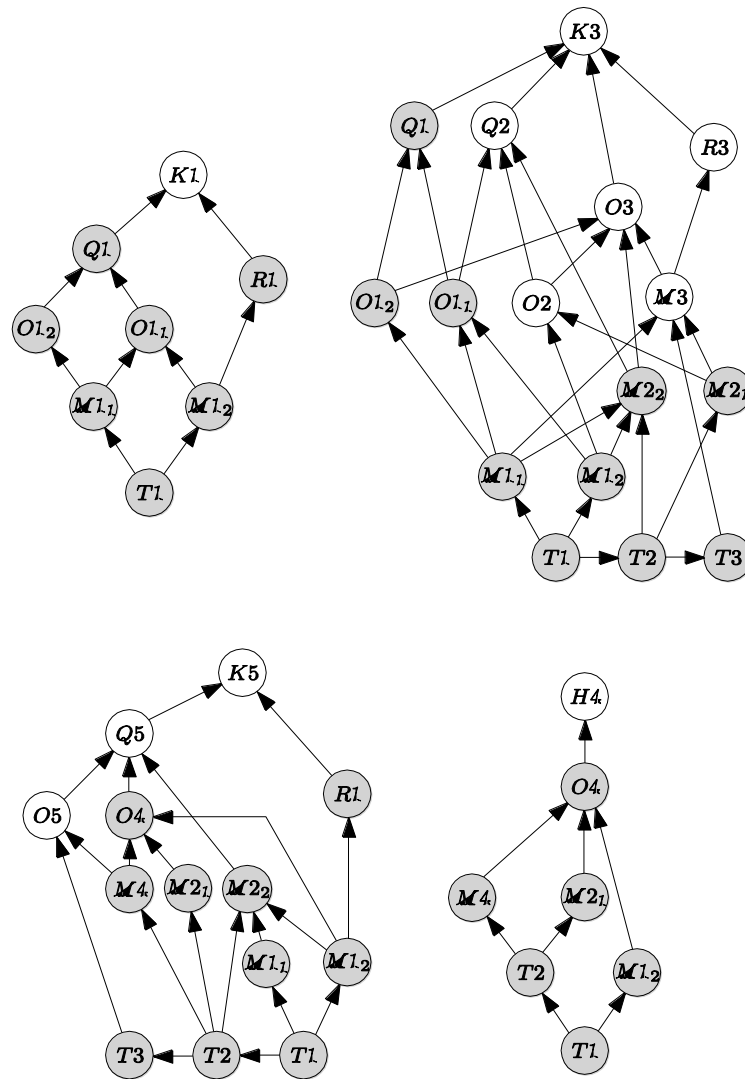 K1
Q1
R1
O1₂ O1₁
M1₁ M1₂
T1
K3
Q1 Q2
R3
O3
O1₂ O1₁ O2 M3
M2₂ M2₁
M1₁ M1₂
T1 T2 T3
K5
Q5
R1
O5 O4
M4 M2₁ M2₂
M1₁ M1₂
T3 T2 T1
H4
O4
M4 M2₁
T2 M1₂
T1